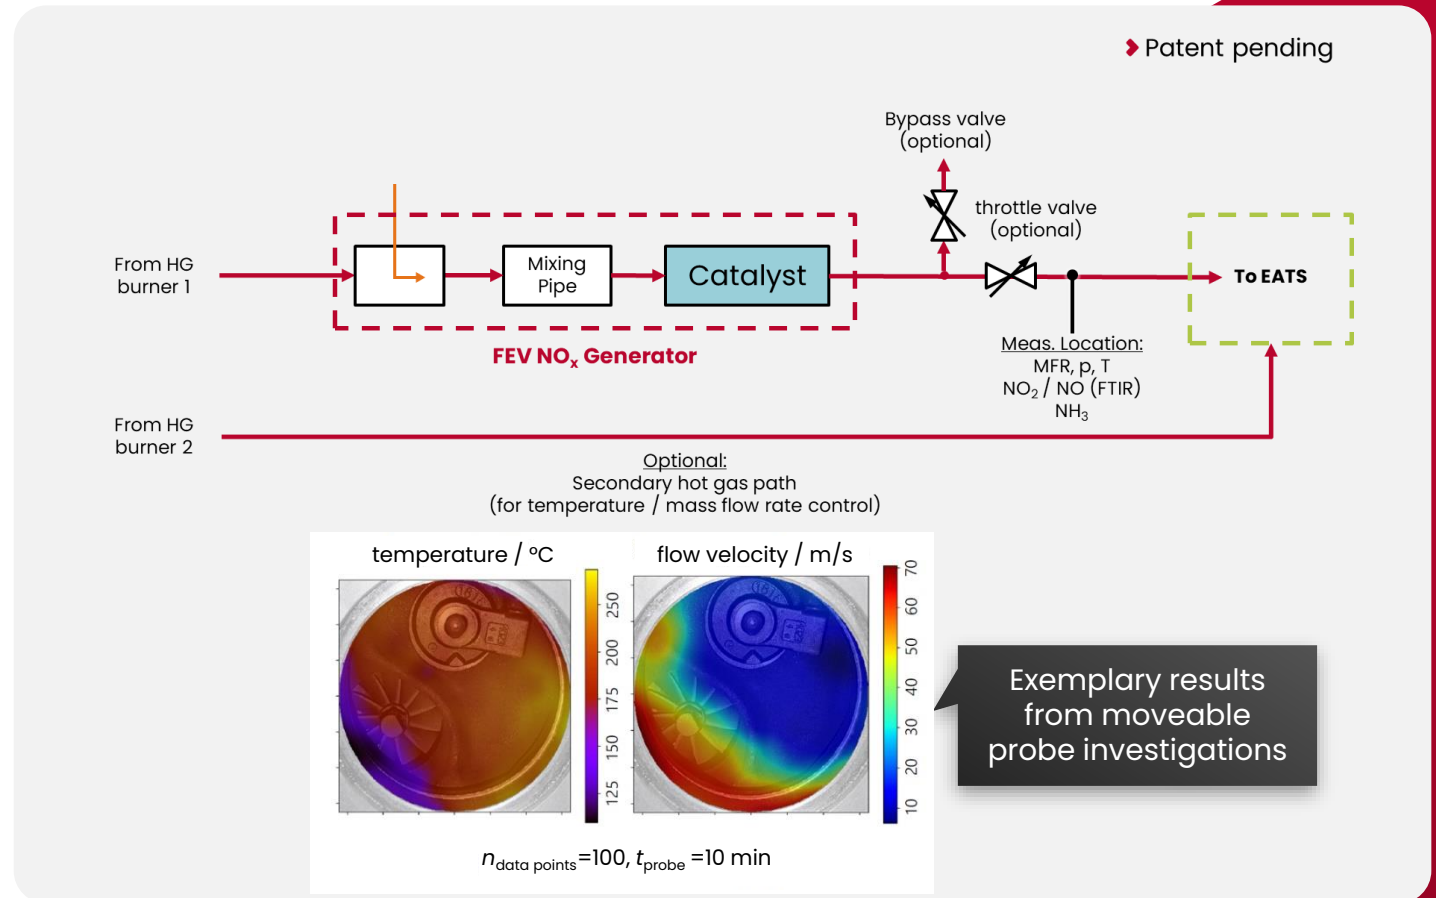 Patent pending
Bypass valve
(optional)
throttle valve
(optional)
From HG
burner 1
Mixing
Pipe
Catalyst
To EATS
FEV NOx Generator
Meas. Location:
MFR, p, T
NO2 / NO (FTIR)
NH3
From HG
burner 2
Optional:
Secondary hot gas path
(for temperature / mass flow rate control)
temperature / °C
flow velocity / m/s
250
200
175
150
125
70
60
50
40
30
20
10
Exemplary results
from moveable
probe investigations
ndata points=100, tprobe =10 min